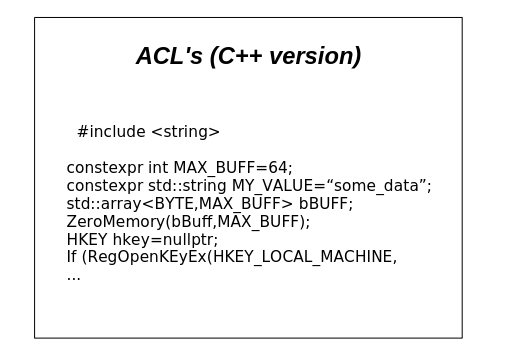 ACL's (C++ version)
#include <string>
constexpr int MAX_BUFF=64;
constexpr std::string MY_VALUE=“some_data”;
std::array<BYTE,MAX_BUFF> bBUFF;
ZeroMemory(bBuff,MAX_BUFF);
HKEY hkey=nullptr;
If (RegOpenKEyEx(HKEY_LOCAL_MACHINE,
...